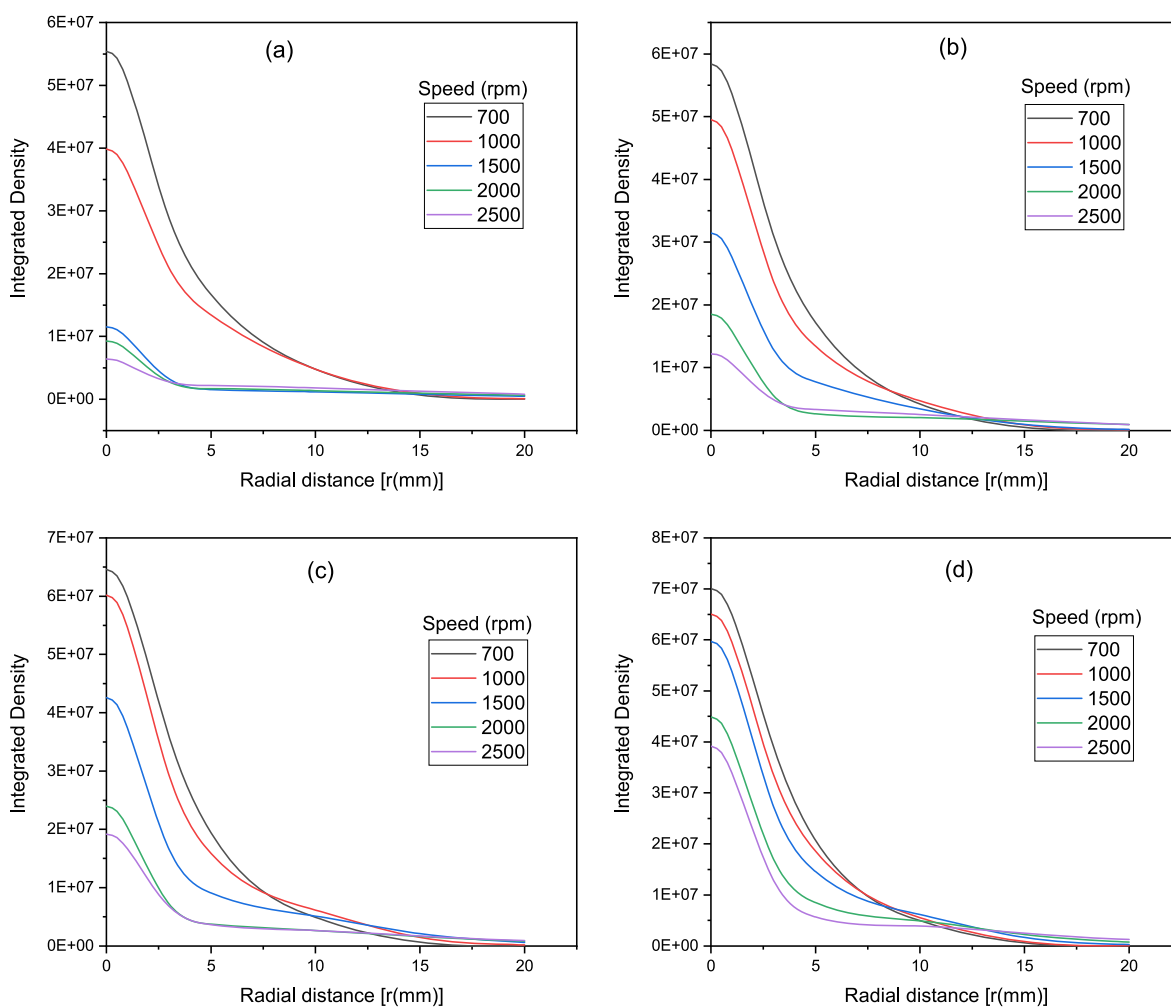 (a)
Speed (rpm)
700
1000
1500
2000
2500
6E+07
5E+07
4E+07
3E+07
2E+07
1E+07
0E+00
Integrated Density
0
5
10
15
20
Radial distance [r(mm)]
(b)
Speed (rpm)
700
1000
1500
2000
2500
6E+07
5E+07
4E+07
3E+07
2E+07
1E+07
0E+00
Integrated Density
0
5
10
15
20
Radial distance [r(mm)]
(c)
Speed (rpm)
700
1000
1500
2000
2500
7E+07
6E+07
5E+07
4E+07
3E+07
2E+07
1E+07
0E+00
Integrated Density
0
5
10
15
20
Radial distance [r(mm)]
(d)
Speed (rpm)
700
1000
1500
2000
2500
8E+07
7E+07
6E+07
5E+07
4E+07
3E+07
2E+07
1E+07
0E+00
Integrated Density
0
5
10
15
20
Radial distance [r(mm)]